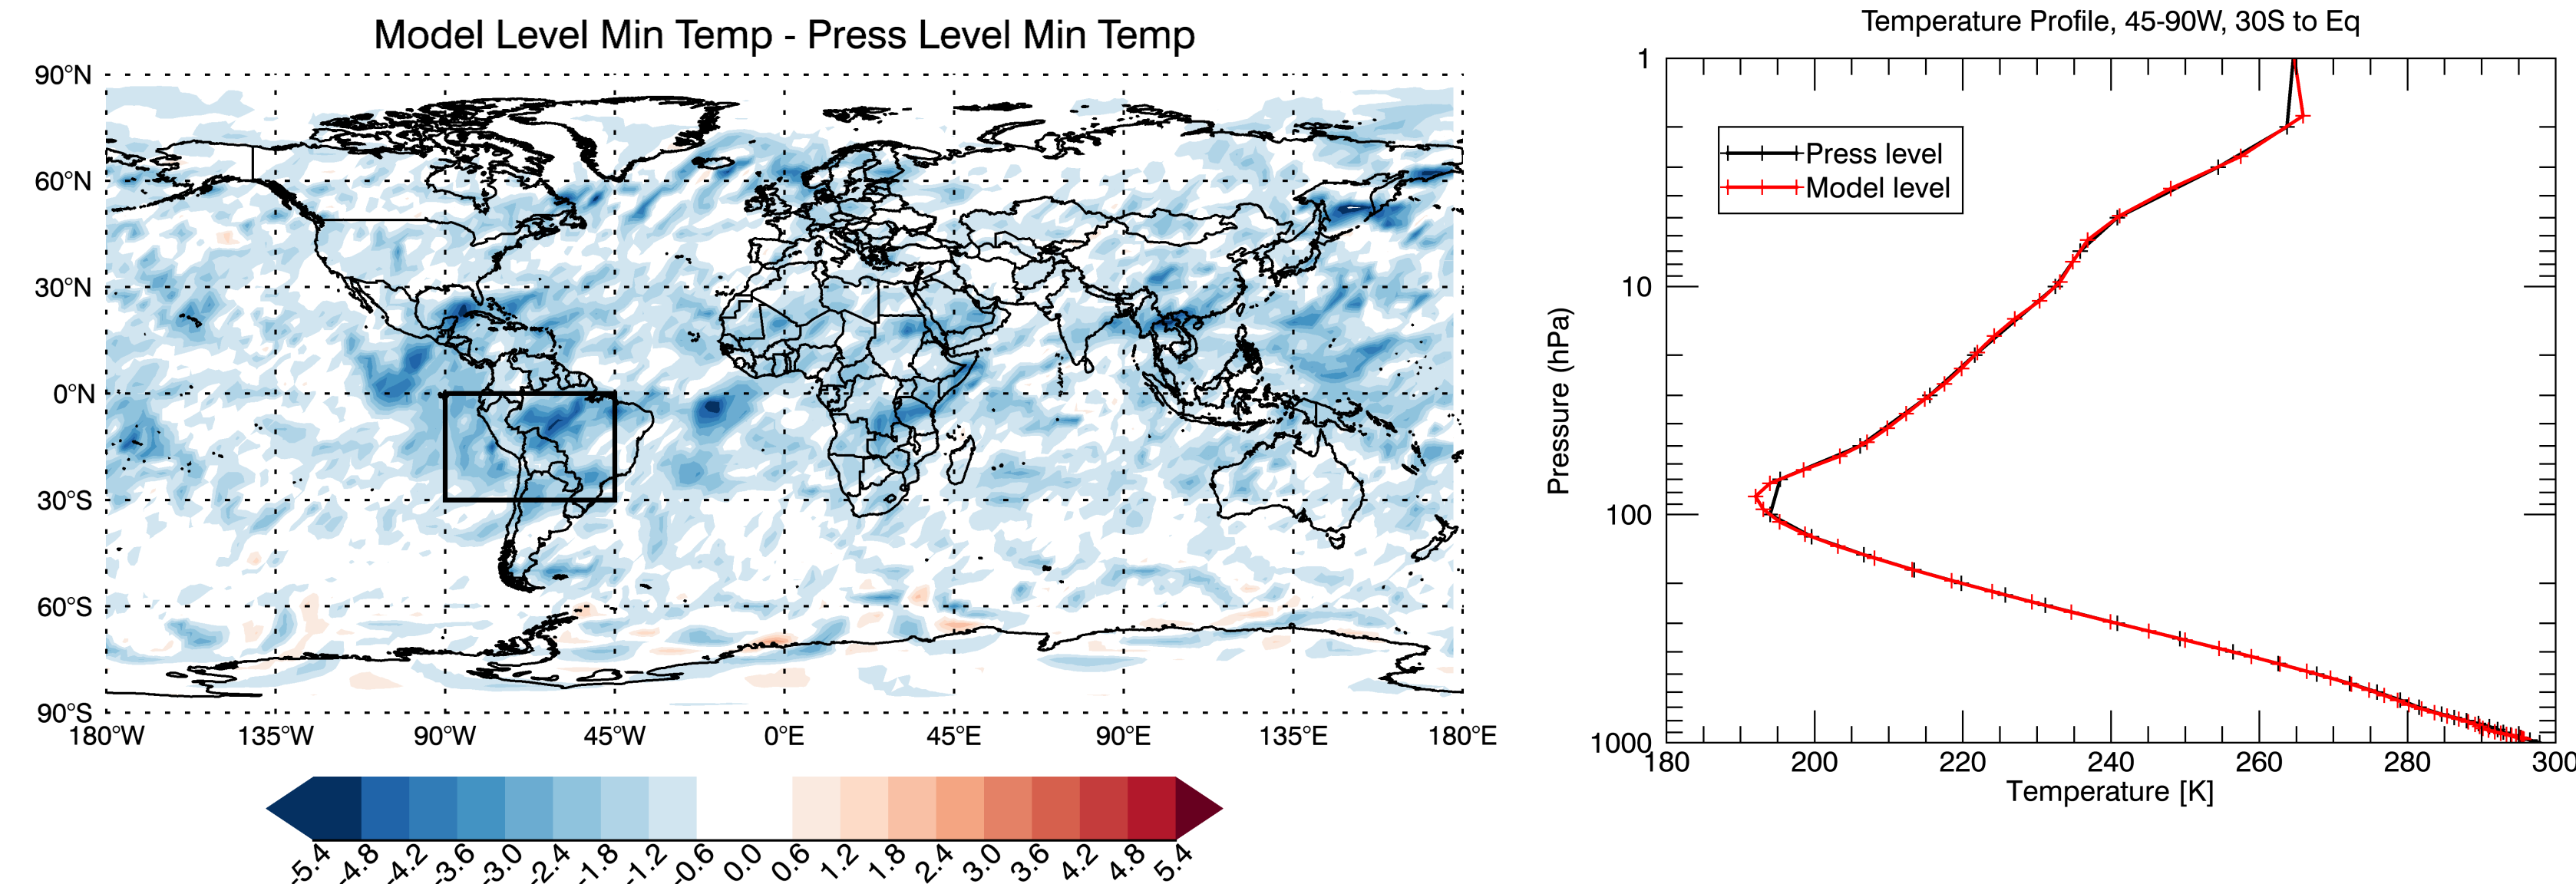 Model Level Min Temp - Press Level Min Temp
90°N
60°N
30°N
0°N
30°S
60°S
90°S
180°W 135°W 90°W 45°W 0°E 45°E 90°E 135°E 180°E
-5.4 -4.8 -4.2 -3.6 -3.0 -2.4 -1.8 -1.2 -0.6 0.0 0.6 1.2 1.8 2.4 3.0 3.6 4.2 4.8 5.4
Temperature Profile, 45-90W, 30S to Eq
Press level
Model level
Pressure (hPa)
1
10
100
1000
180 200 220 240 260 280 300
Temperature [K]